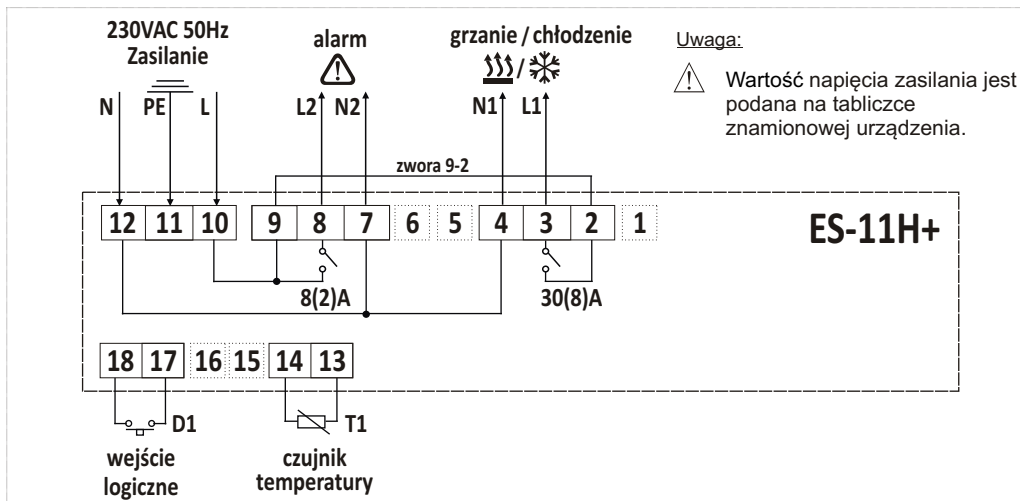 230VAC 50Hz
Zasilanie
alarm
grzanie / chłodzenie
/
Uwaga:
Wartość napięcia zasilania jest
podana na tabliczce
znamionowej urządzenia.
N PE L L2 N2 N1 L1
zwora 9-2
12 11 10 9 8 7 6 5 4 3 2 1
ES-11H+
8(2)A 30(8)A
18 17 16 15 14 13
D1 T1
wejście
logiczne
czujnik
temperatury